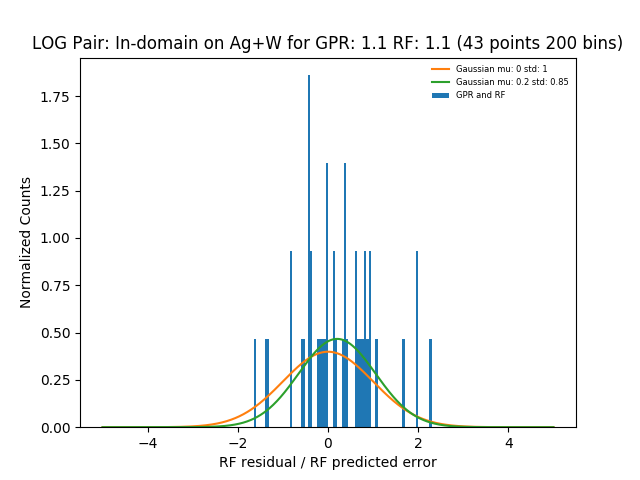 LOG Pair: In-domain on Ag+W for GPR: 1.1 RF: 1.1 (43 points 200 bins)
Gaussian mu: 0 std: 1
Gaussian mu: 0.2 std: 0.85
GPR and RF
1.75
1.50
1.25
1.00
0.75
0.50
0.25
0.00
Normalized Counts
−4
−2
0
2
4
RF residual / RF predicted error